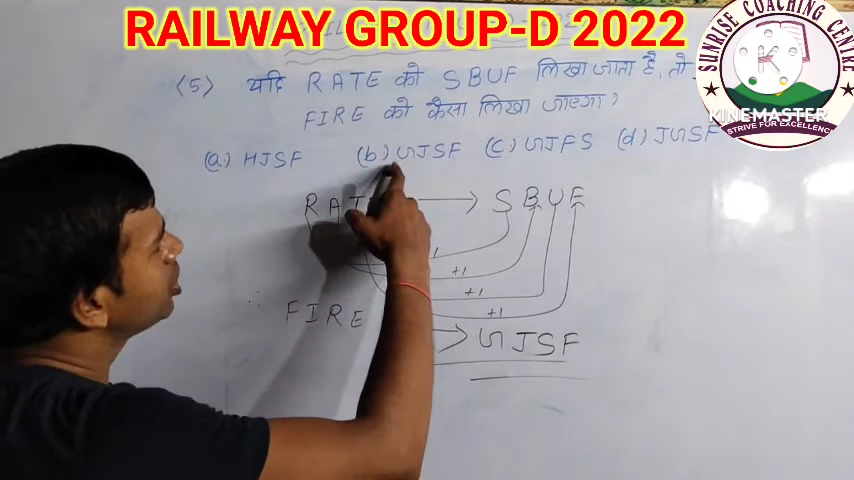 RAILWAY GROUP-D 2022
SUNRISE COACHING CENTRE
K
KINEMASTER
STRIVE FOR EXCELLENCE
<5> यदि RATE को SBUF लिखा जाता है, तो
FIRE को कैसा लिखा जाएगा?
(a) HJSF (b) GJSF (c) GJFS (d) JGSF
RAT → SBUF
+1
+1
+1
+1
∴ FIRE → GJSF